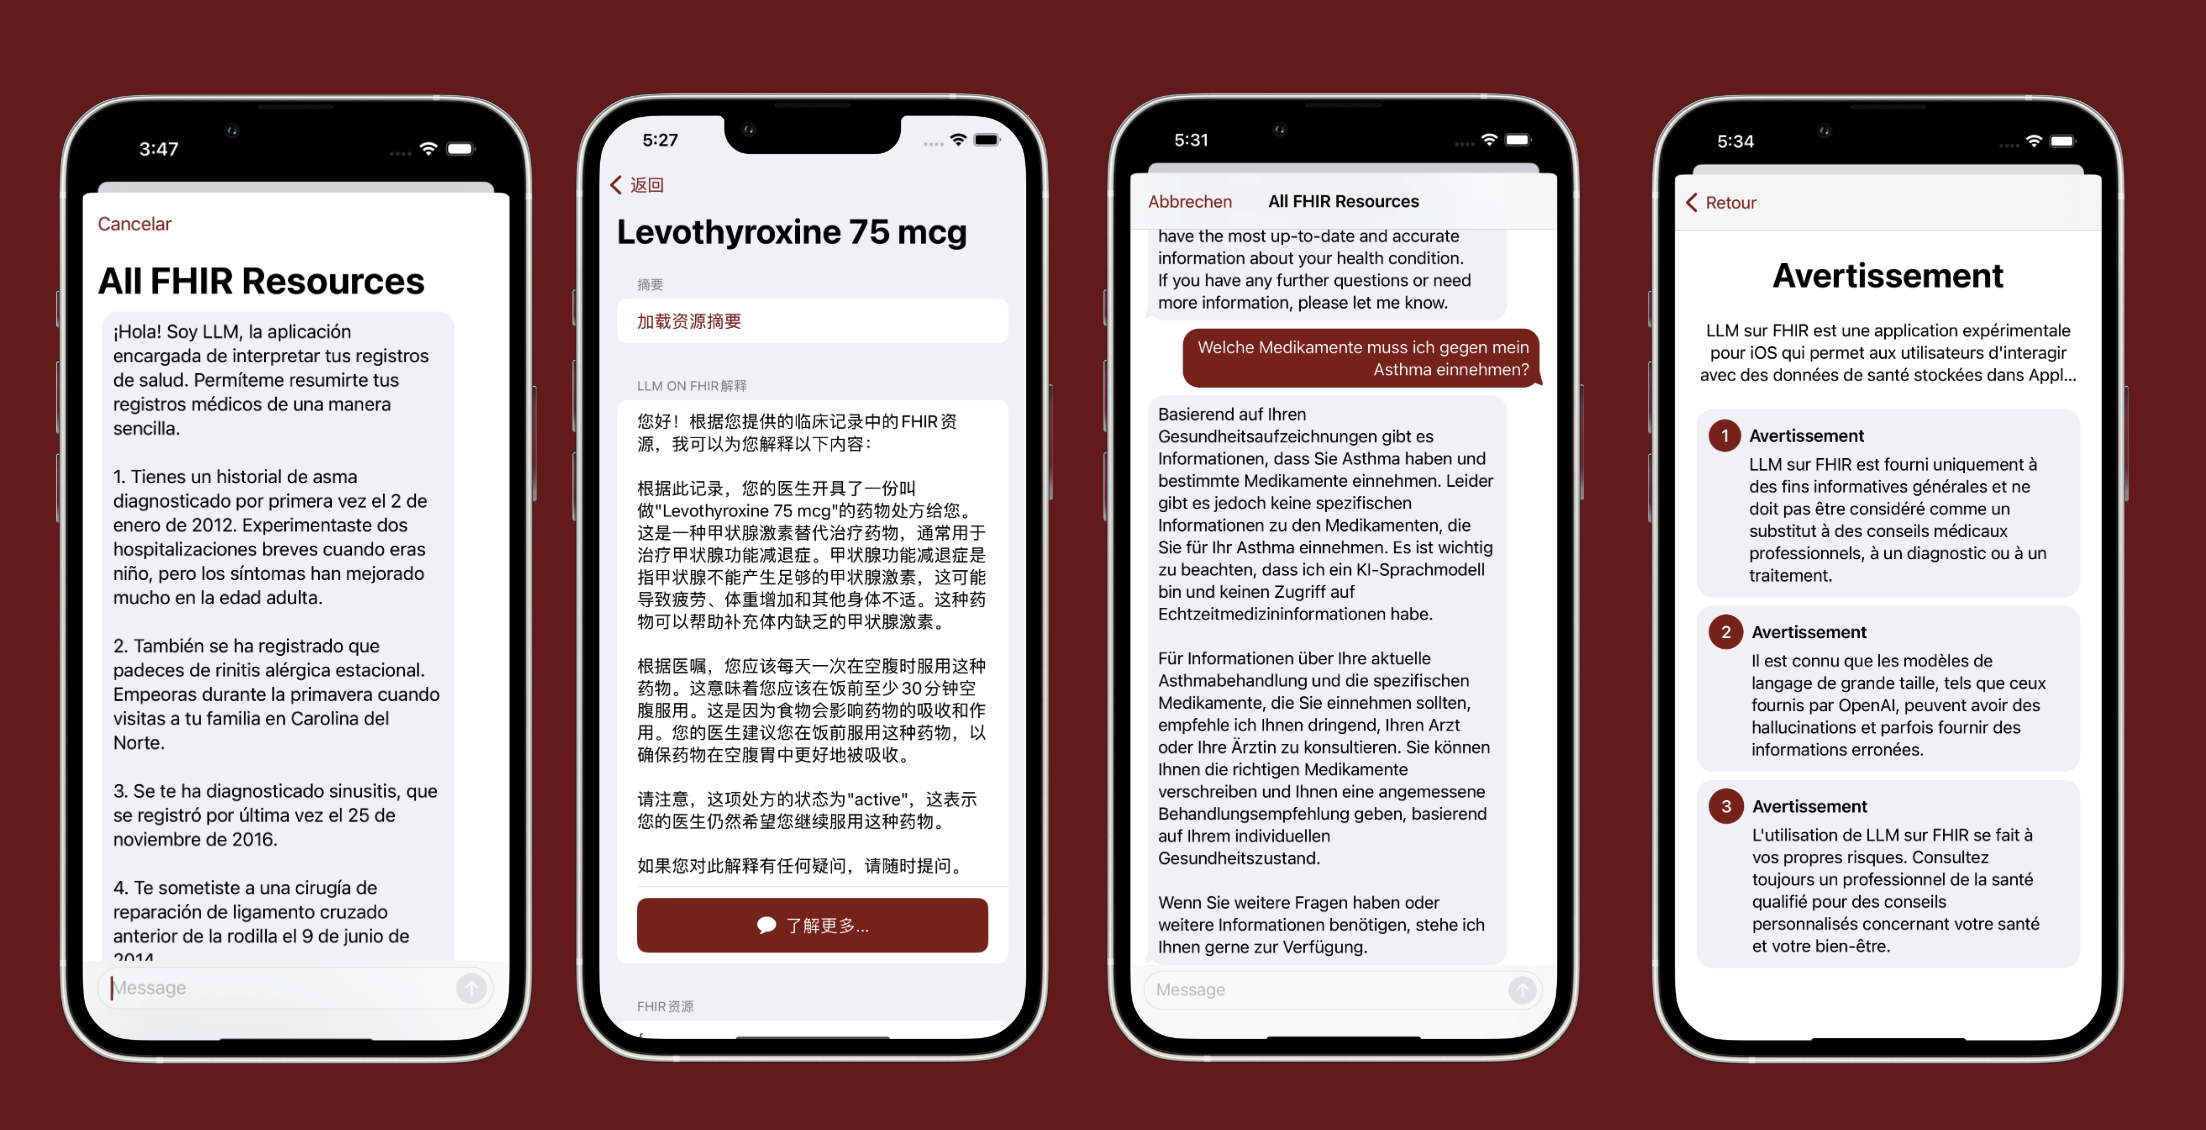 3:47
Cancelar
All FHIR Resources
¡Hola! Soy LLM, la aplicación
encargada de interpretar tus registros
de salud. Permíteme resumirte tus
registros médicos de una manera
sencilla.
1. Tienes un historial de asma
diagnosticado por primera vez el 2 de
enero de 2012. Experimentaste dos
hospitalizaciones breves cuando eras
niño, pero los síntomas han mejorado
mucho en la edad adulta.
2. También se ha registrado que
padeces de rinitis alérgica estacional.
Empeoras durante la primavera cuando
visitas a tu familia en Carolina del
Norte.
3. Se te ha diagnosticado sinusitis, que
se registró por última vez el 25 de
noviembre de 2016.
4. Te sometiste a una cirugía de
reparación de ligamento cruzado
anterior de la rodilla el 9 de junio de
2014
Message
5:27
返回
Levothyroxine 75 mcg
摘要
加载资源摘要
LLM ON FHIR解释
您好！根据您提供的临床记录中的FHIR资
源，我可以为您解释以下内容：
根据此记录，您的医生开具了一份叫
做"Levothyroxine 75 mcg"的药物处方给您。
这是一种甲状腺激素替代治疗药物，通常用于
治疗甲状腺功能减退症。甲状腺功能减退症是
指甲状腺不能产生足够的甲状腺激素，这可能
导致疲劳、体重增加和其他身体不适。这种药
物可以帮助补充体内缺乏的甲状腺激素。
根据医嘱，您应该每天一次在空腹时服用这种
药物。这意味着您应该在饭前至少30分钟空
腹服用。这是因为食物会影响药物的吸收和作
用。您的医生建议您在饭前服用这种药物，以
确保药物在空腹胃中更好地被吸收。
请注意，这项处方的状态为"active"，这表示
您的医生仍然希望您继续服用这种药物。
如果您对此解释有任何疑问，请随时提问。
了解更多...
FHIR资源
5:31
Abbrechen
All FHIR Resources
have the most up-to-date and accurate
information about your health condition.
If you have any further questions or need
more information, please let me know.
Welche Medikamente muss ich gegen mein
Asthma einnehmen?
Basierend auf Ihren
Gesundheitsaufzeichnungen gibt es
Informationen, dass Sie Asthma haben und
bestimmte Medikamente einnehmen. Leider
gibt es jedoch keine spezifischen
Informationen zu den Medikamenten, die
Sie für Ihr Asthma einnehmen. Es ist wichtig
zu beachten, dass ich ein KI-Sprachmodell
bin und keinen Zugriff auf
Echtzeitmedizininformationen habe.
Für Informationen über Ihre aktuelle
Asthmabehandlung und die spezifischen
Medikamente, die Sie einnehmen sollten,
empfehle ich Ihnen dringend, Ihren Arzt
oder Ihre Ärztin zu konsultieren. Sie können
Ihnen die richtigen Medikamente
verschreiben und Ihnen eine angemessene
Behandlungsempfehlung geben, basierend
auf Ihrem individuellen
Gesundheitszustand.
Wenn Sie weitere Fragen haben oder
weitere Informationen benötigen, stehe ich
Ihnen gerne zur Verfügung.
Message
5:34
Retour
Avertissement
LLM sur FHIR est une application expérimentale
pour iOS qui permet aux utilisateurs d'interagir
avec des données de santé stockées dans Appl...
1 Avertissement
LLM sur FHIR est fourni uniquement à
des fins informatives générales et ne
doit pas être considéré comme un
substitut à des conseils médicaux
professionnels, à un diagnostic ou à un
traitement.
2 Avertissement
Il est connu que les modèles de
langage de grande taille, tels que ceux
fournis par OpenAI, peuvent avoir des
hallucinations et parfois fournir des
informations erronées.
3 Avertissement
L'utilisation de LLM sur FHIR se fait à
vos propres risques. Consultez
toujours un professionnel de la santé
qualifié pour des conseils
personnalisés concernant votre santé
et votre bien-être.